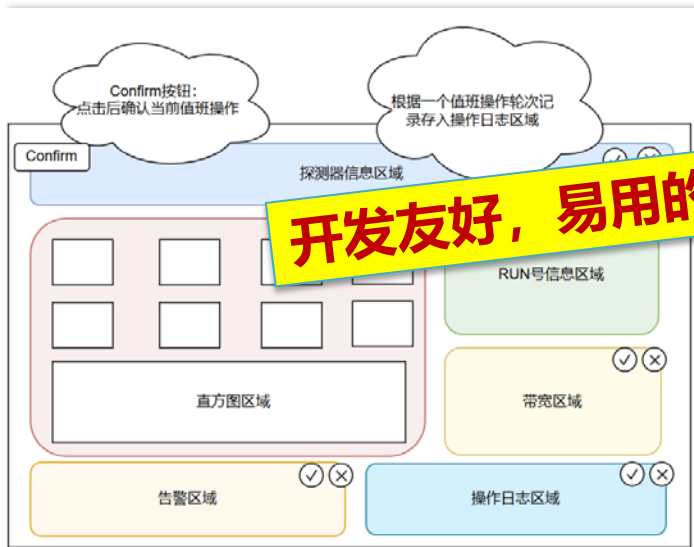 Confirm按钮：
点击后确认当前值班操作
根据一个值班操作轮次记
录存入操作日志区域
Confirm
探测器信息区域
开发友好，易用的
RUN号信息区域
直方图区域
带宽区域
告警区域
操作日志区域